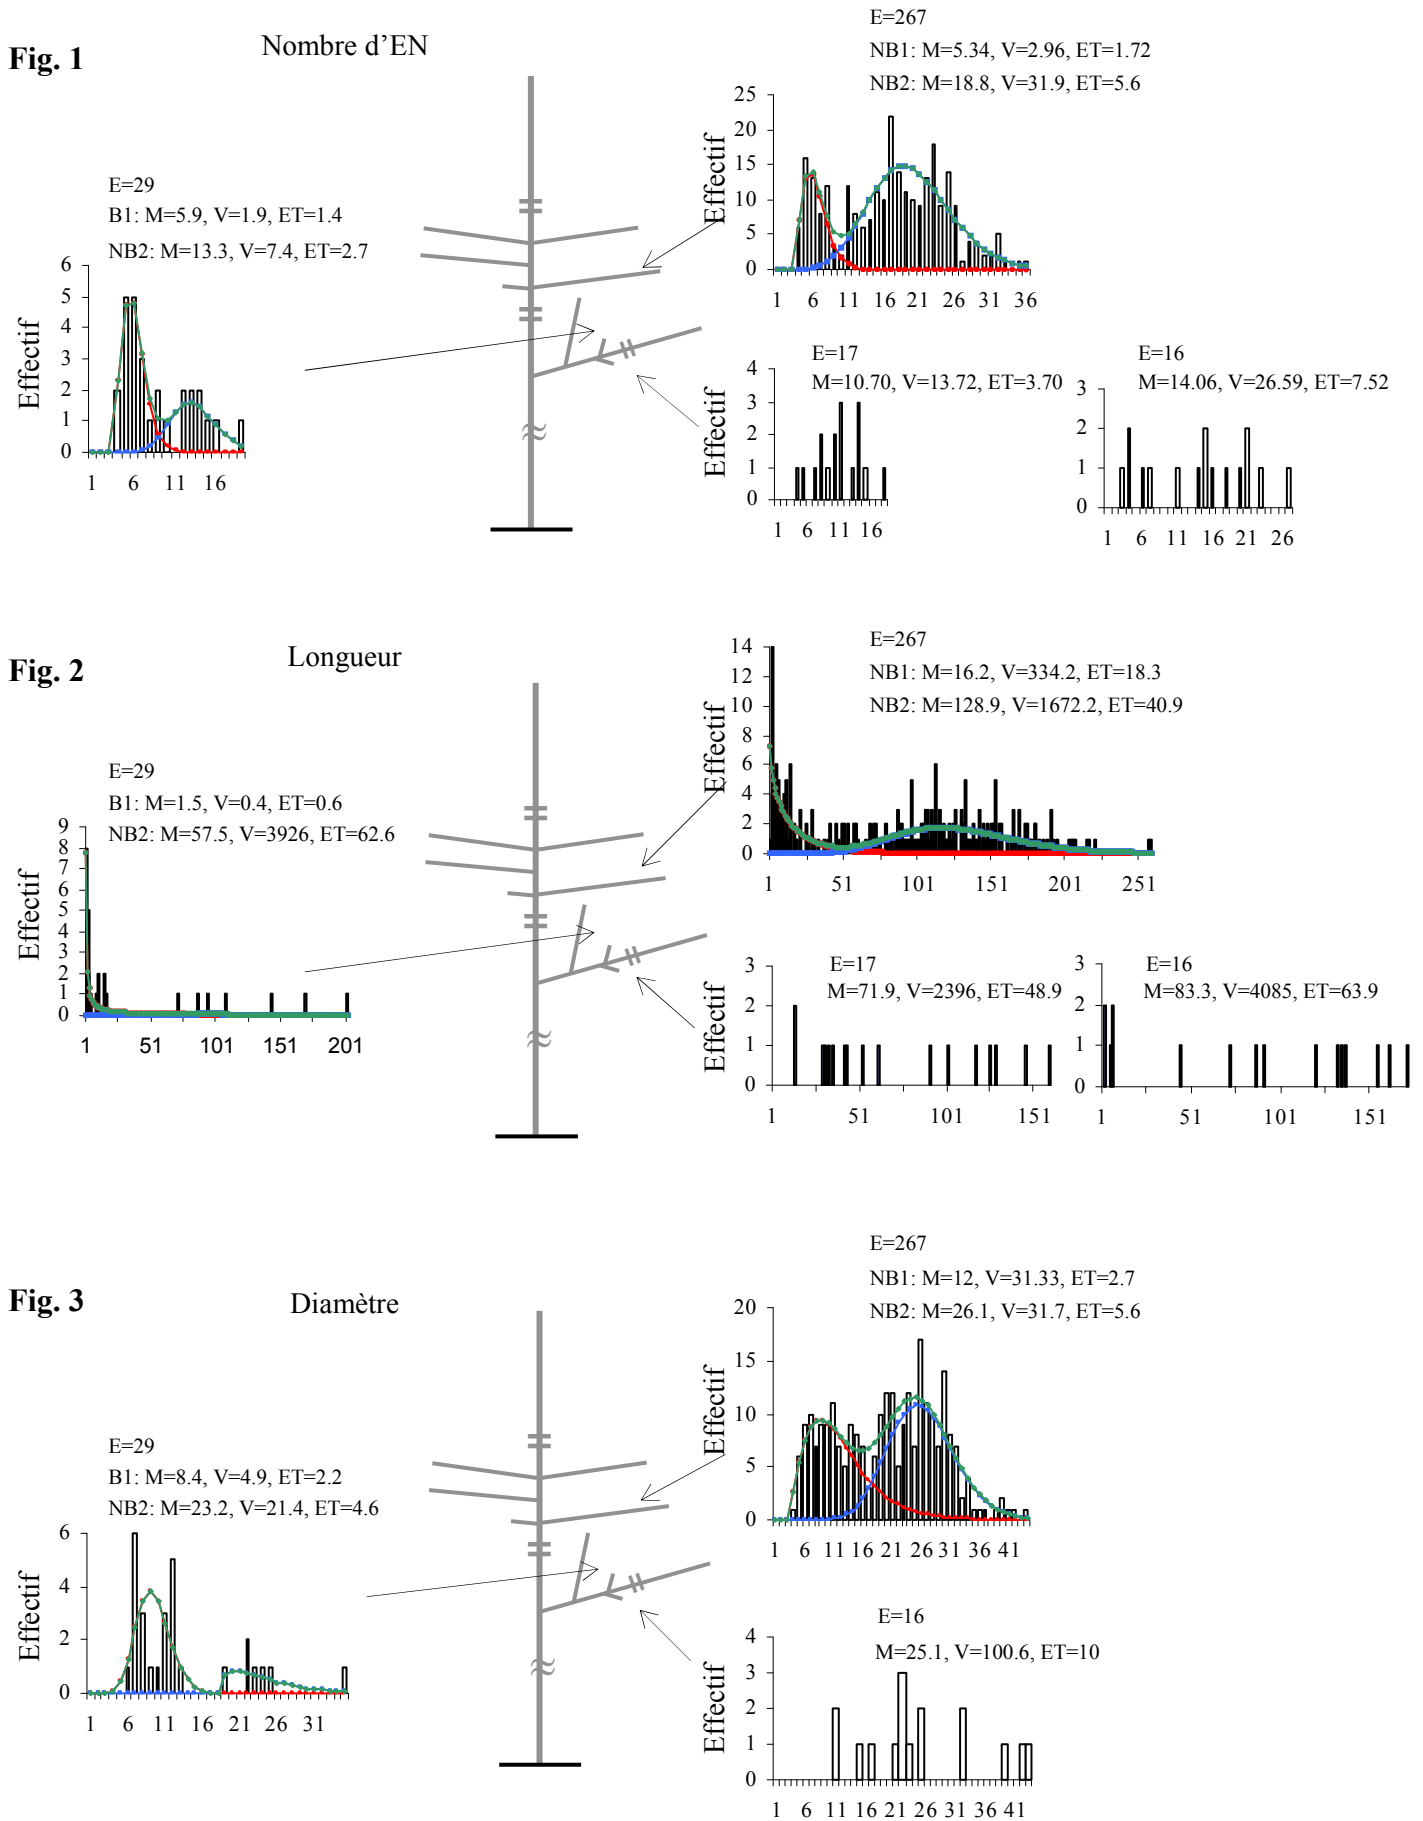 Fig. 1
Nombre d’EN
E=267
NB1: M=5.34, V=2.96, ET=1.72
NB2: M=18.8, V=31.9, ET=5.6
25
20
15
10
5
0
Effectif
1 6 11 16 21 26 31 36
E=29
B1: M=5.9, V=1.9, ET=1.4
NB2: M=13.3, V=7.4, ET=2.7
6
5
4
3
2
1
0
Effectif
1 6 11 16
E=17
M=10.70, V=13.72, ET=3.70
4
3
2
1
0
Effectif
1 6 11 16
E=16
M=14.06, V=26.59, ET=7.52
3
2
1
0
1 6 11 16 21 26
≈
Fig. 2
Longueur
E=267
NB1: M=16.2, V=334.2, ET=18.3
NB2: M=128.9, V=1672.2, ET=40.9
14
12
10
8
6
4
2
0
Effectif
1 51 101 151 201 251
E=29
B1: M=1.5, V=0.4, ET=0.6
NB2: M=57.5, V=3926, ET=62.6
9
8
7
6
5
4
3
2
1
0
Effectif
1 51 101 151 201
E=17
M=71.9, V=2396, ET=48.9
3
2
1
0
Effectif
1 51 101 151
E=16
M=83.3, V=4085, ET=63.9
3
2
1
0
1 51 101 151
≈
Fig. 3
Diamètre
E=267
NB1: M=12, V=31.33, ET=2.7
NB2: M=26.1, V=31.7, ET=5.6
20
15
10
5
0
Effectif
1 6 11 16 21 26 31 36 41
E=29
B1: M=8.4, V=4.9, ET=2.2
NB2: M=23.2, V=21.4, ET=4.6
6
4
2
0
Effectif
1 6 11 16 21 26 31
E=16
M=25.1, V=100.6, ET=10
4
3
2
1
0
Effectif
1 6 11 16 21 26 31 36 41
≈